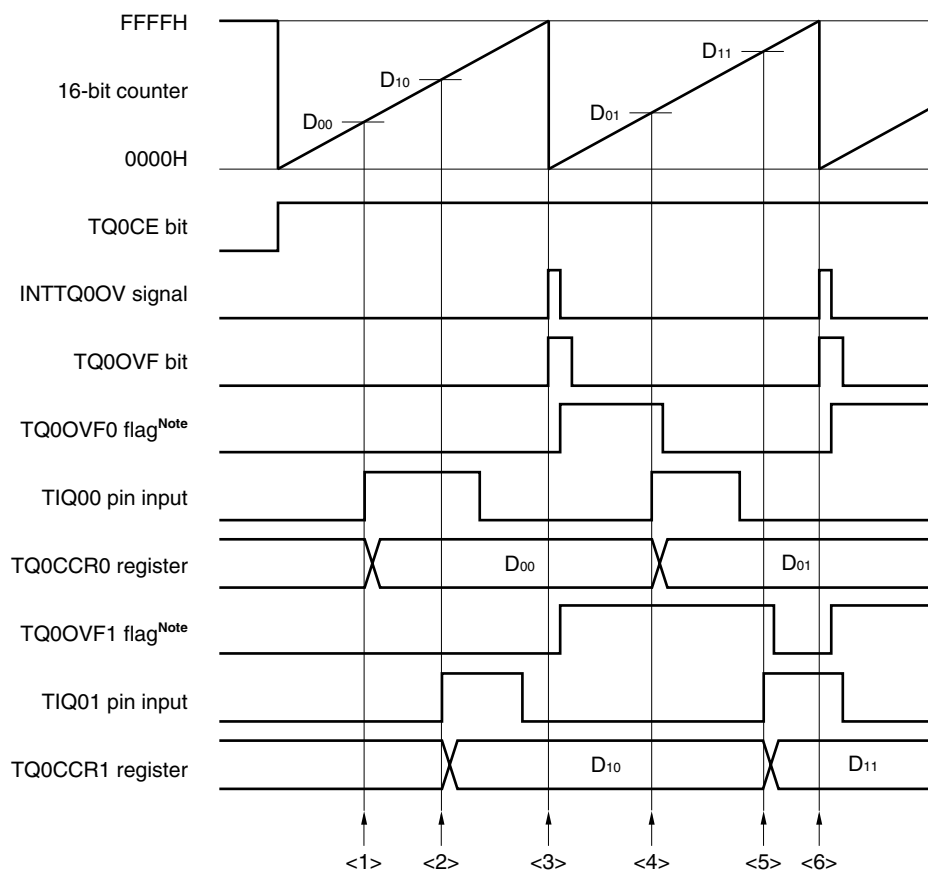 FFFFH
D10
D11
16-bit counter
D00
D01
0000H
TQ0CE bit
INTTQ0OV signal
TQ0OVF bit
TQ0OVF0 flagNote
TIQ00 pin input
TQ0CCR0 register
D00
D01
TQ0OVF1 flagNote
TIQ01 pin input
TQ0CCR1 register
D10
D11
<1> <2> <3> <4> <5> <6>